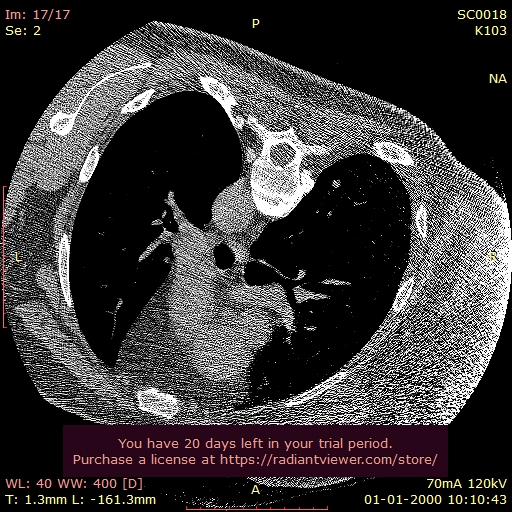 Im: 17/17
Se: 2
P
SC0018
K103
NA
L
R
You have 20 days left in your trial period.
Purchase a license at https://radiantviewer.com/store/
WL: 40 WW: 400 [D]
T: 1.3mm L: -161.3mm
A
70mA 120kV
01-01-2000 10:10:43